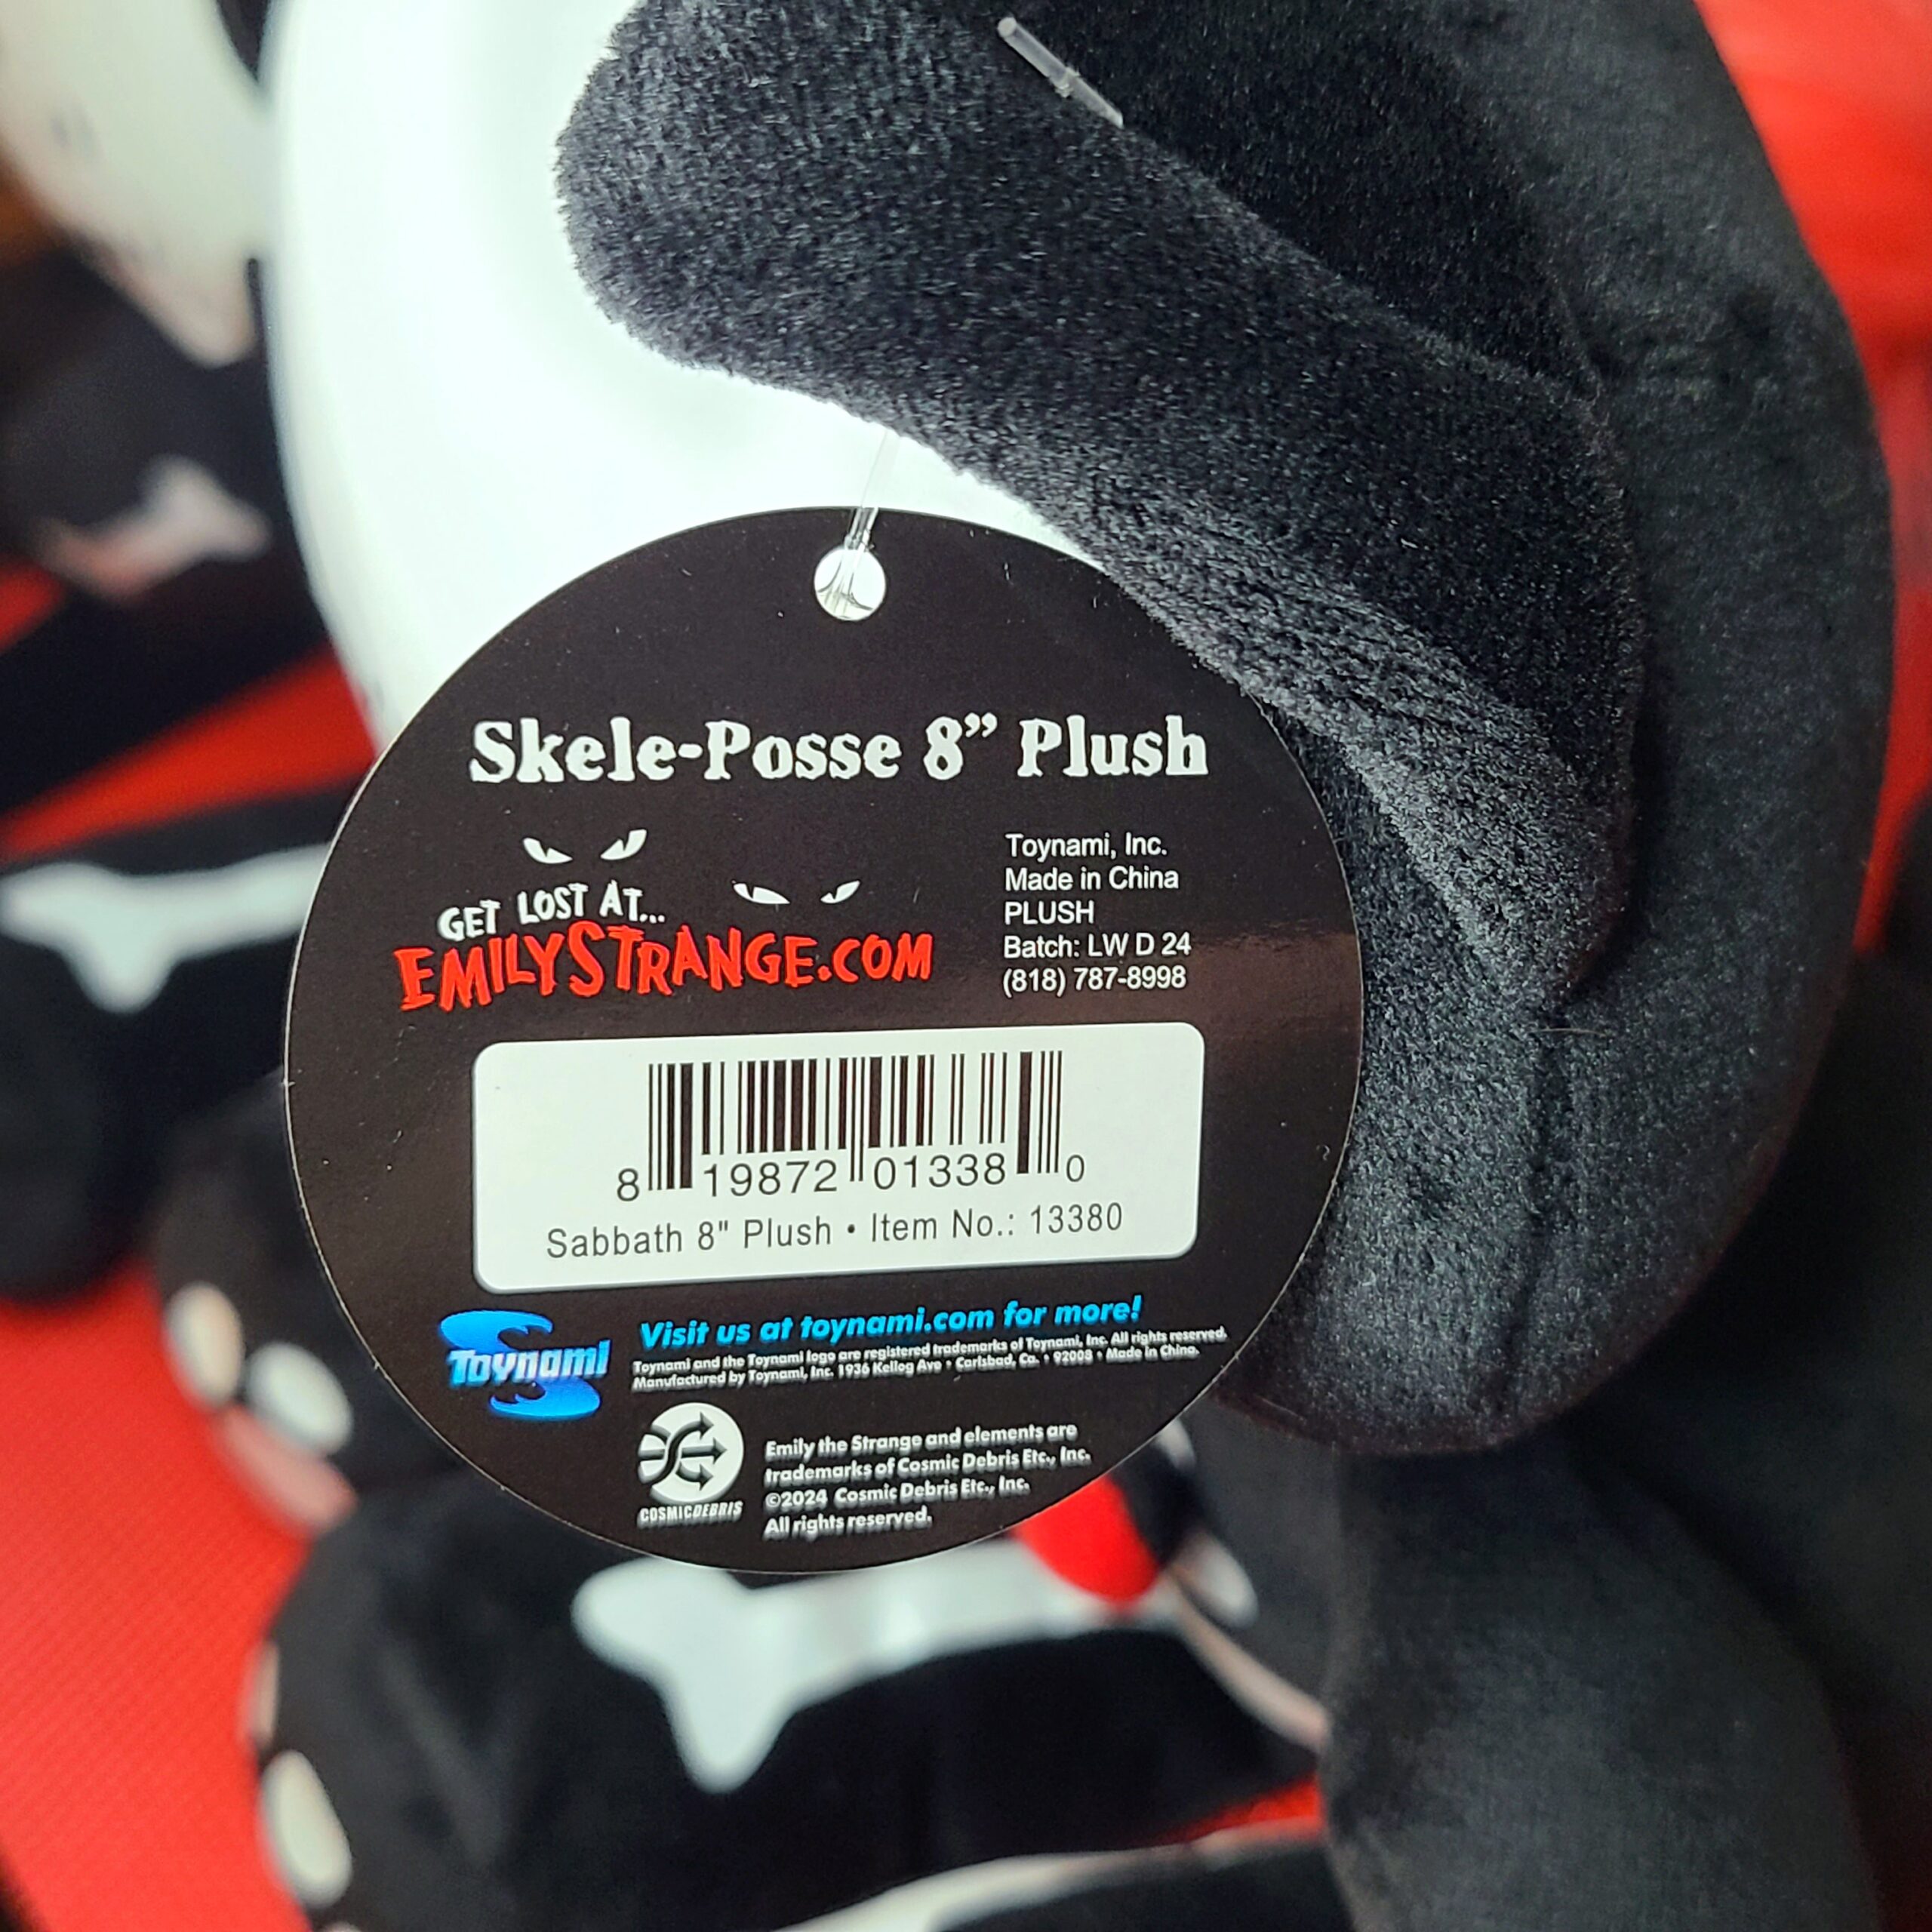 Skele-Posse 8” Plush
GET LOST AT...
EMILYSTRANGE.COM
Toynami, Inc.
Made in China
PLUSH
Batch: LW D 24
(818) 787-8998
8 19872 01338 0
Sabbath 8" Plush • Item No.: 13380
Toynami
Visit us at toynami.com for more!
Toynami and the Toynami logo are registered trademarks of Toynami, Inc. All rights reserved.
Manufactured by Toynami, Inc. 1936 Kellog Ave • Carlsbad, Ca. • 92008 • Made in China.
COSMICDEBRIS
Emily the Strange and elements are
trademarks of Cosmic Debris Etc., Inc.
©2024 Cosmic Debris Etc., Inc.
All rights reserved.